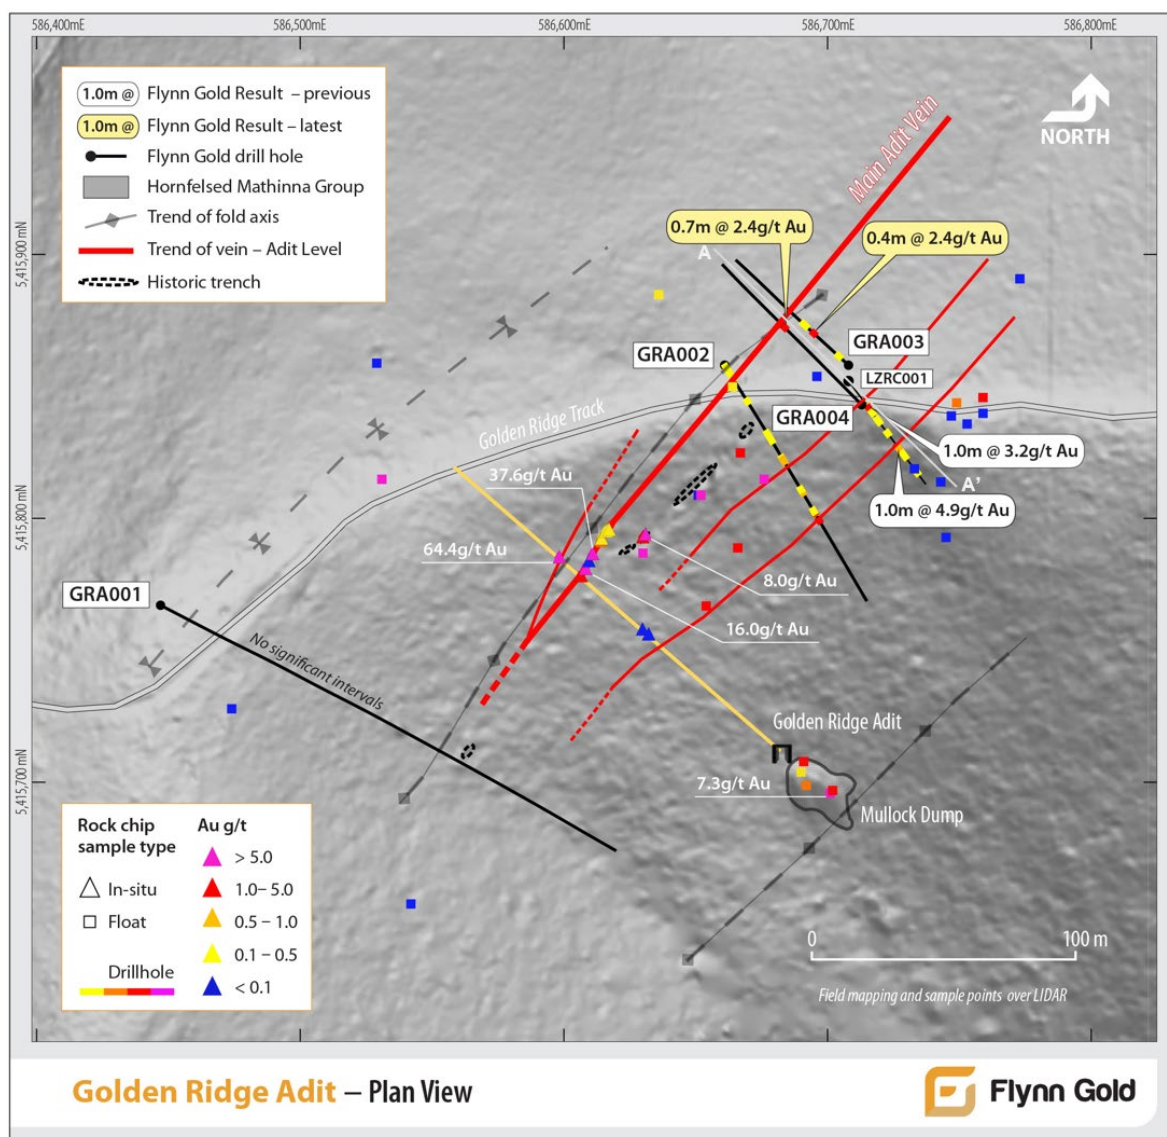 586,400mE
586,500mE
586,600mE
586,700mE
586,800mE
1.0m @ Flynn Gold Result – previous
1.0m @ Flynn Gold Result – latest
Flynn Gold drill hole
Hornfelsed Mathinna Group
Trend of fold axis
Trend of vein – Adit Level
Historic trench
NORTH
Main Adit Vein
5,415,900 mN
0.7m @ 2.4g/t Au
0.4m @ 2.4g/t Au
A
GRA002
GRA003
LZRC001
GRA004
Golden Ridge Track
1.0m @ 3.2g/t Au
37.6g/t Au
A'
1.0m @ 4.9g/t Au
5,415,800 mN
64.4g/t Au
8.0g/t Au
GRA001
16.0g/t Au
No significant intervals
Golden Ridge Adit
5,415,700 mN
7.3g/t Au
Mullock Dump
Rock chip
sample type
In-situ
Float
Drillhole
Au g/t
> 5.0
1.0– 5.0
0.5 – 1.0
0.1 – 0.5
< 0.1
0
100 m
Field mapping and sample points over LIDAR
Golden Ridge Adit – Plan View
Flynn Gold